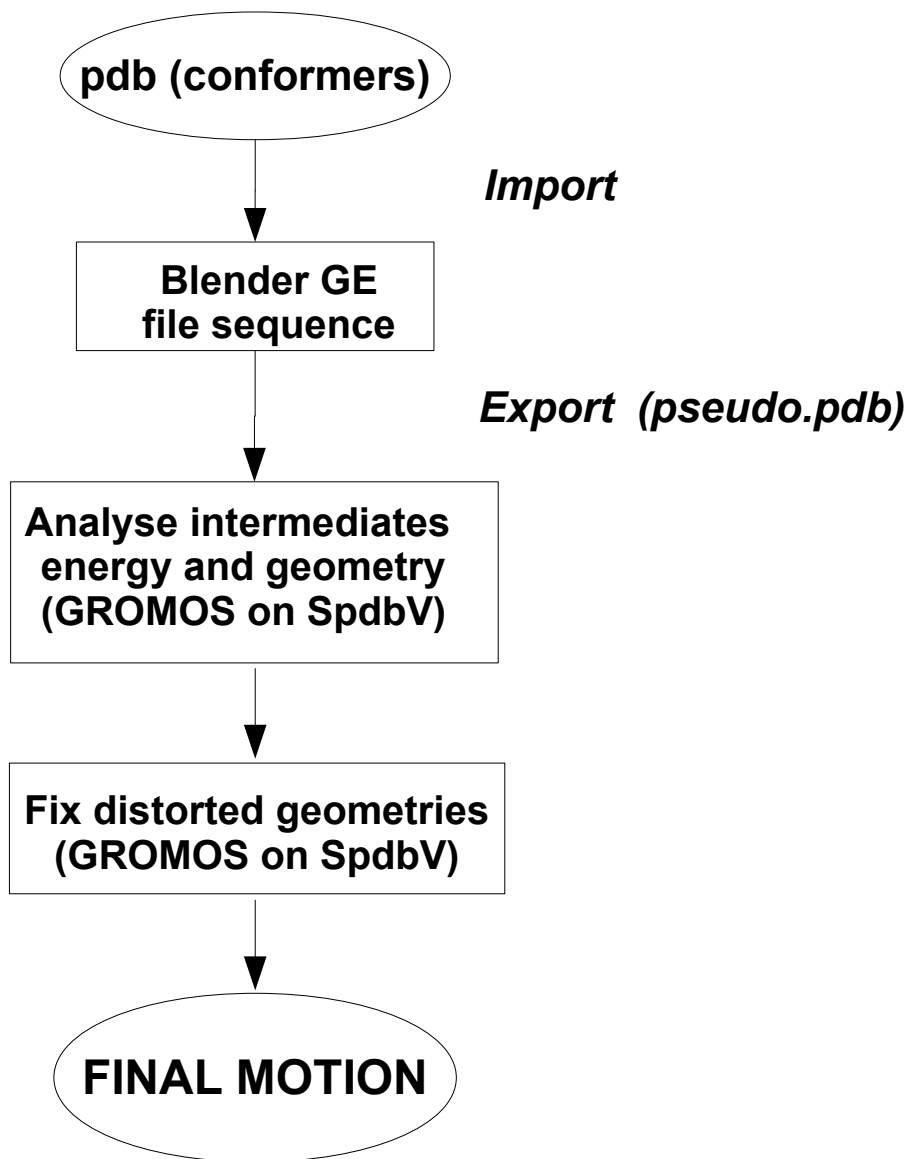 pdb (conformers)
Import
Blender GE
file sequence
Export (pseudo.pdb)
Analyse intermediates
energy and geometry
(GROMOS on SpdbV)
Fix distorted geometries
(GROMOS on SpdbV)
FINAL MOTION